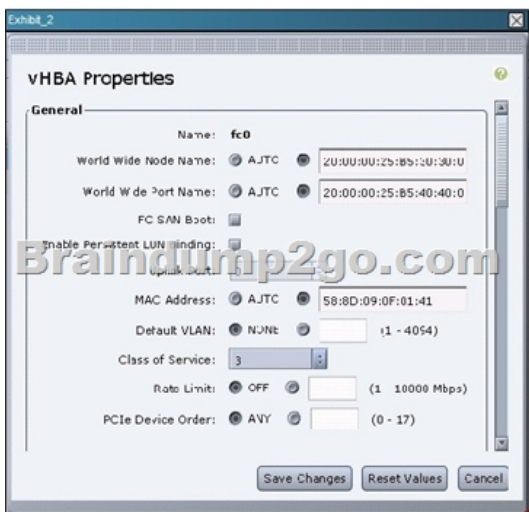 Exhibit_2
vHBA Properties
General
Name: fc0
World Wide Node Name: AUTO 20:00:00:25:B5:30:30:0
World Wide Port Name: AUTO 20:00:00:25:B5:40:40:0
FC SAN Boot:
Enable Persistent LUN Binding:
Braindump2go.com
Uplink Port:
MAC Address: AUTO 58:8D:09:0F:01:41
Default VLAN: NONE (1 - 4094)
Class of Service: 3
Rate Limit: OFF (1 10000 Mbps)
PCIe Device Order: ANY (0 - 17)
Save Changes Reset Values Cancel